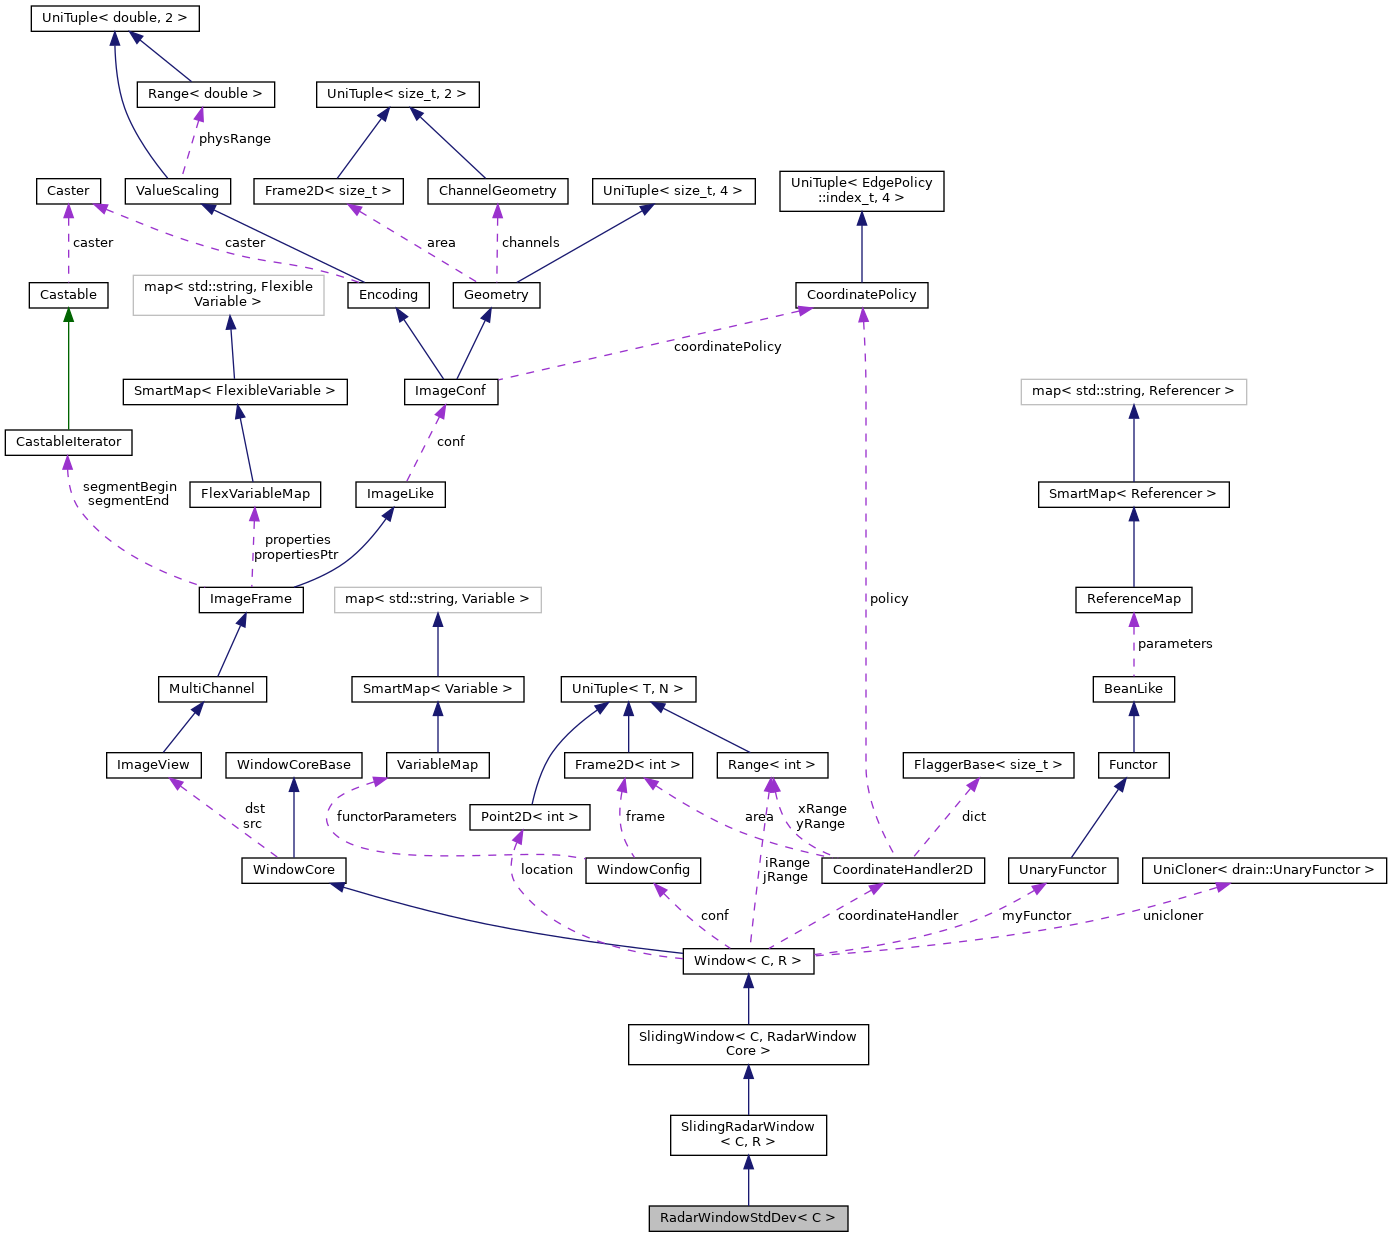 UniTuple< double, 2 >
Range< double >
UniTuple< size_t, 2 >
physRange
Caster
ValueScaling
Frame2D< size_t >
ChannelGeometry
UniTuple< size_t, 4 >
UniTuple< EdgePolicy
::index_t, 4 >
caster
caster
area
channels
Castable
map< std::string, Flexible
Variable >
Encoding
Geometry
CoordinatePolicy
coordinatePolicy
SmartMap< FlexibleVariable >
ImageConf
map< std::string, Referencer >
CastableIterator
conf
segmentBegin
segmentEnd
FlexVariableMap
ImageLike
SmartMap< Referencer >
properties
propertiesPtr
ImageFrame
map< std::string, Variable >
policy
ReferenceMap
parameters
MultiChannel
SmartMap< Variable >
UniTuple< T, N >
BeanLike
ImageView
WindowCoreBase
VariableMap
Frame2D< int >
Range< int >
FlaggerBase< size_t >
Functor
dst
src
functorParameters
Point2D< int >
frame
area
xRange
yRange
dict
WindowCore
location
WindowConfig
iRange
jRange
CoordinateHandler2D
UnaryFunctor
UniCloner< drain::UnaryFunctor >
conf
coordinateHandler
myFunctor
unicloner
Window< C, R >
SlidingWindow< C, RadarWindow
Core >
SlidingRadarWindow
< C, R >
RadarWindowStdDev< C >